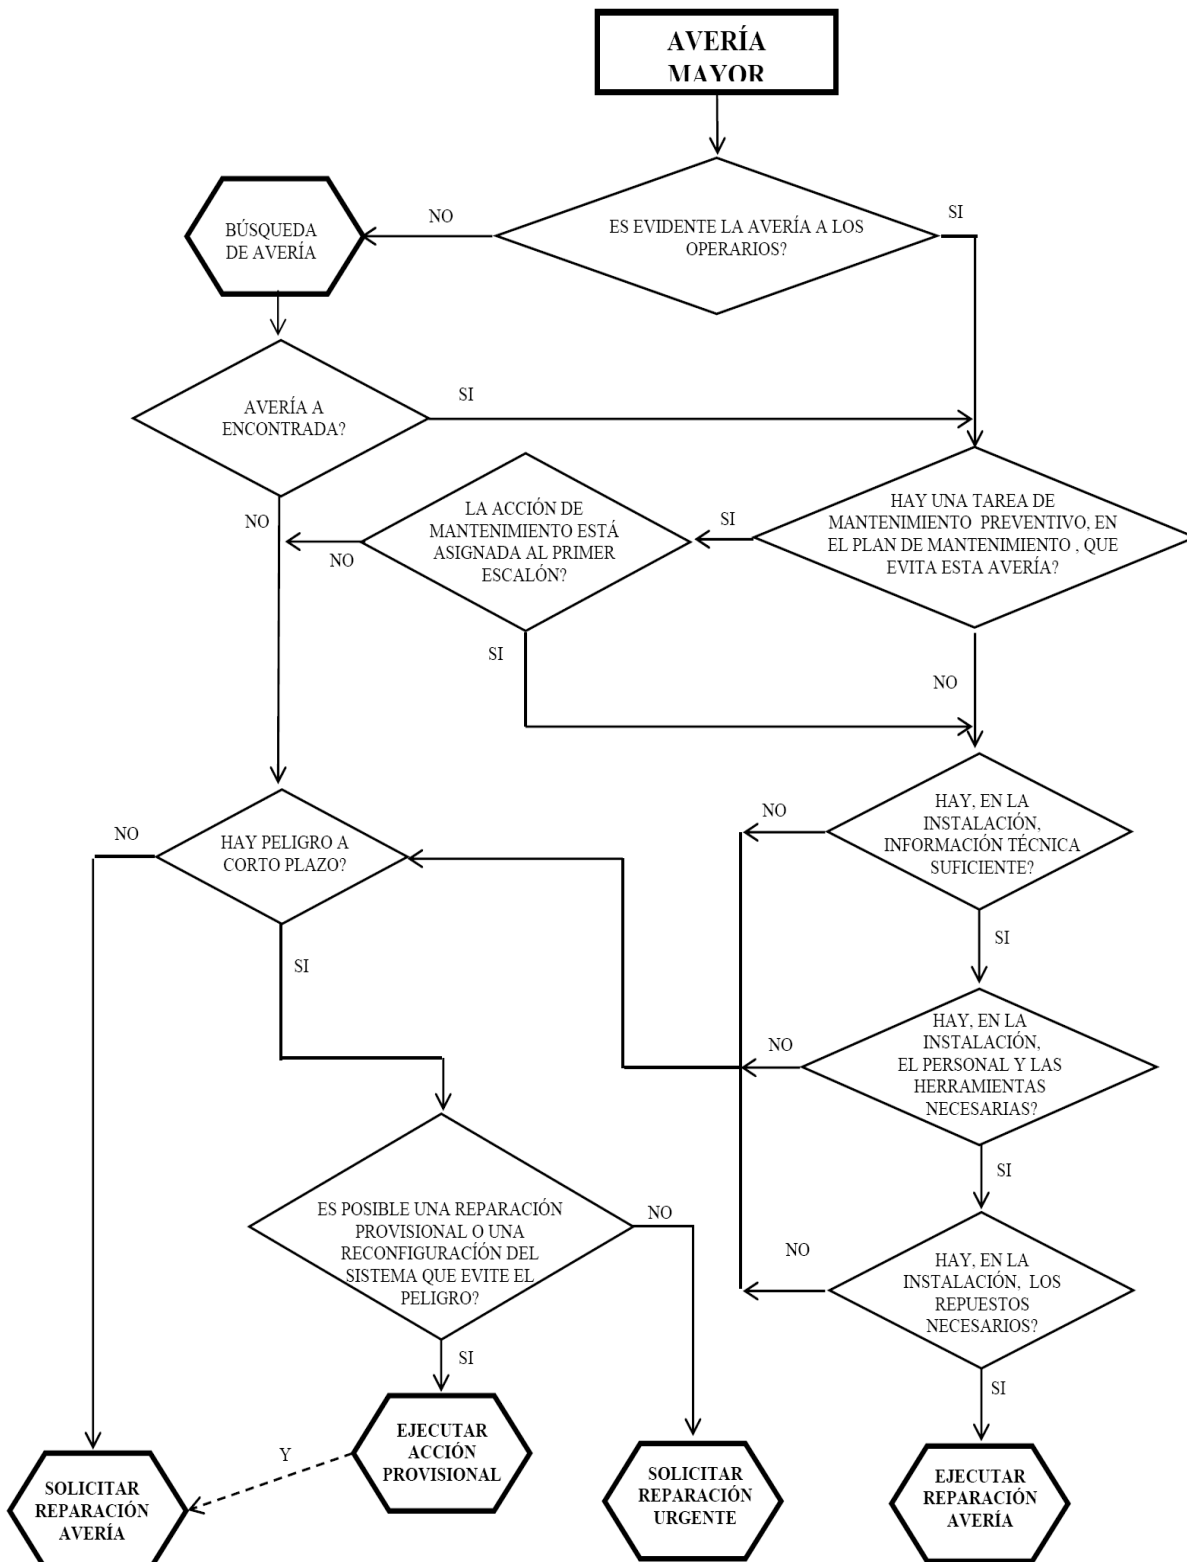 AVERÍA
MAYOR
ES EVIDENTE LA AVERÍA A LOS
OPERARIOS?
NO
SI
BÚSQUEDA
DE AVERÍA
AVERÍA A
ENCONTRADA?
SI
NO
HAY UNA TAREA DE
MANTENIMIENTO PREVENTIVO, EN
EL PLAN DE MANTENIMIENTO , QUE
EVITA ESTA AVERÍA?
SI
NO
LA ACCIÓN DE
MANTENIMIENTO ESTÁ
ASIGNADA AL PRIMER
ESCALÓN?
NO
SI
HAY, EN LA
INSTALACIÓN,
INFORMACIÓN TÉCNICA
SUFICIENTE?
NO
SI
HAY PELIGRO A
CORTO PLAZO?
NO
SI
HAY, EN LA
INSTALACIÓN,
EL PERSONAL Y LAS
HERRAMIENTAS
NECESARIAS?
NO
SI
ES POSIBLE UNA REPARACIÓN
PROVISIONAL O UNA
RECONFIGURACÍÓN DEL
SISTEMA QUE EVITE EL
PELIGRO?
NO
SI
HAY, EN LA
INSTALACIÓN, LOS
REPUESTOS
NECESARIOS?
NO
SI
EJECUTAR
ACCIÓN
PROVISIONAL
Y
SOLICITAR
REPARACIÓN
AVERÍA
SOLICITAR
REPARACIÓN
URGENTE
EJECUTAR
REPARACIÓN
AVERÍA